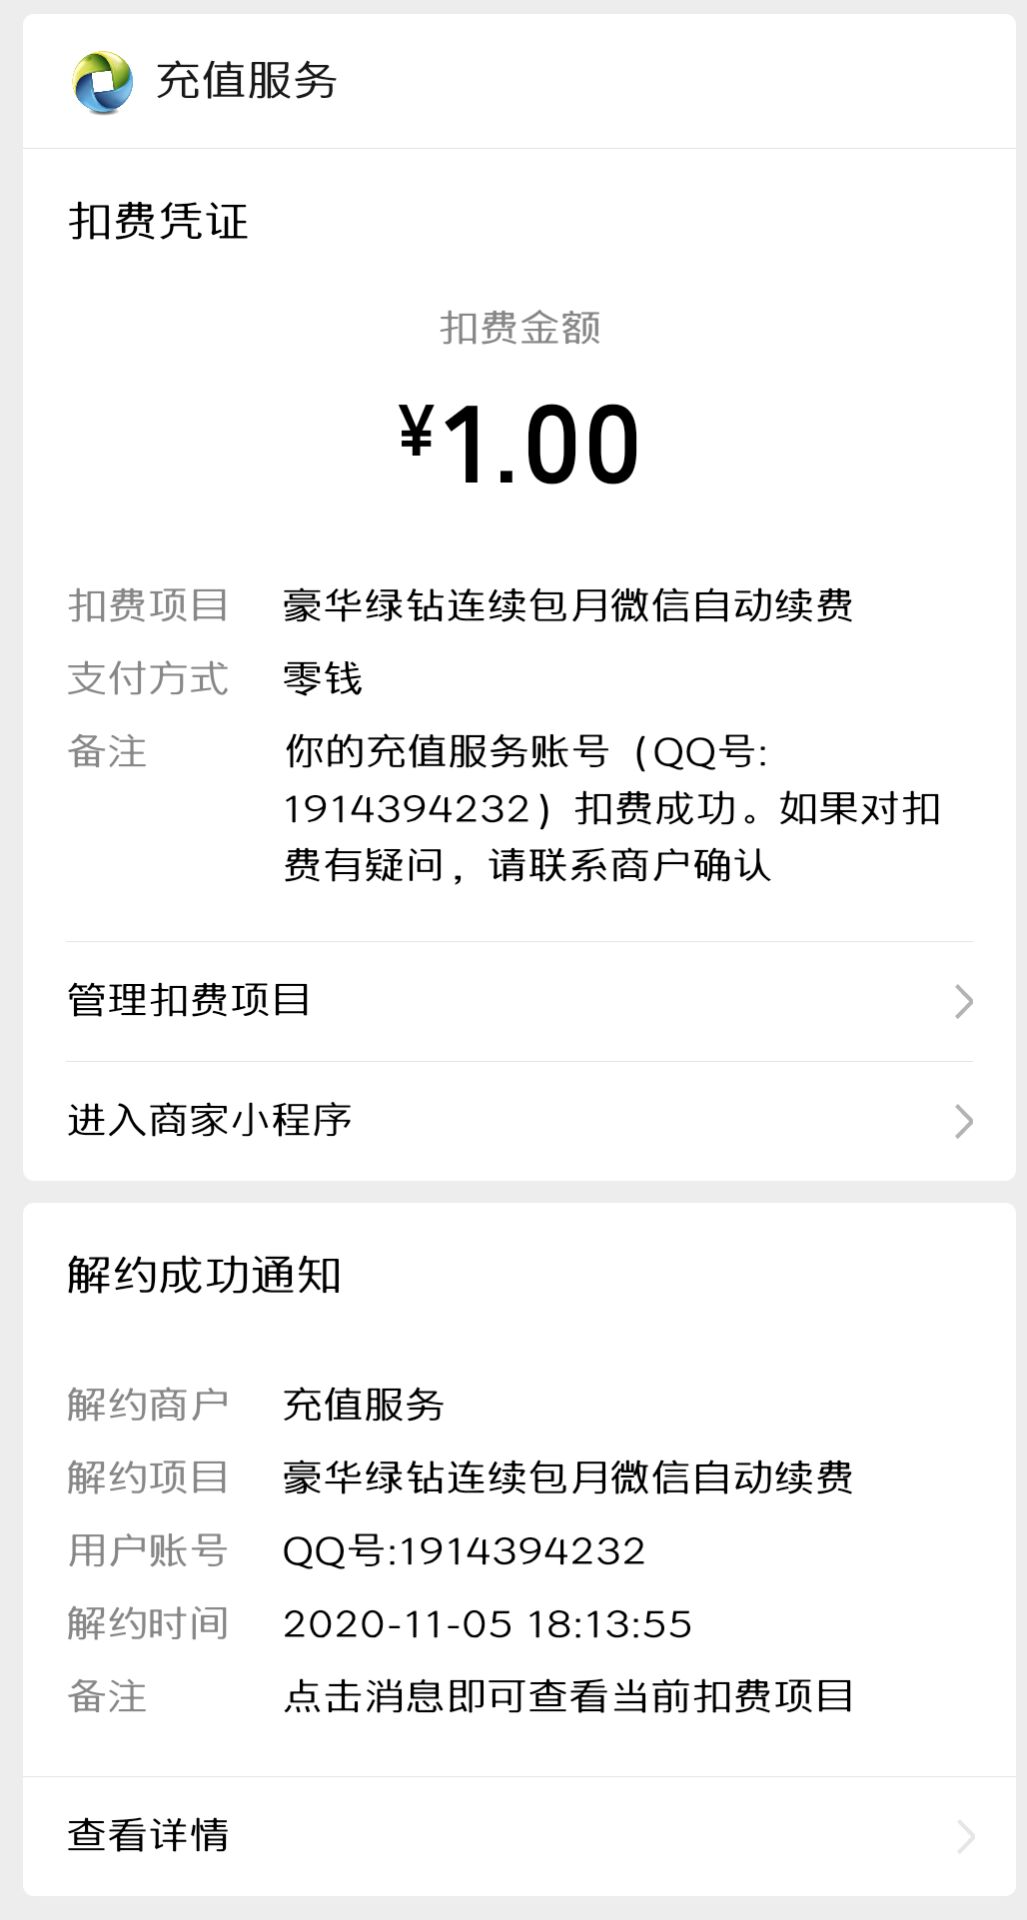 充值服务
扣费凭证
扣费金额
¥1.00
扣费项目 豪华绿钻连续包月微信自动续费
支付方式 零钱
备注 你的充值服务账号（QQ号:
1914394232）扣费成功。如果对扣
费有疑问，请联系商户确认
管理扣费项目
进入商家小程序
解约成功通知
解约商户 充值服务
解约项目 豪华绿钻连续包月微信自动续费
用户账号 QQ号:1914394232
解约时间 2020-11-05 18:13:55
备注 点击消息即可查看当前扣费项目
查看详情